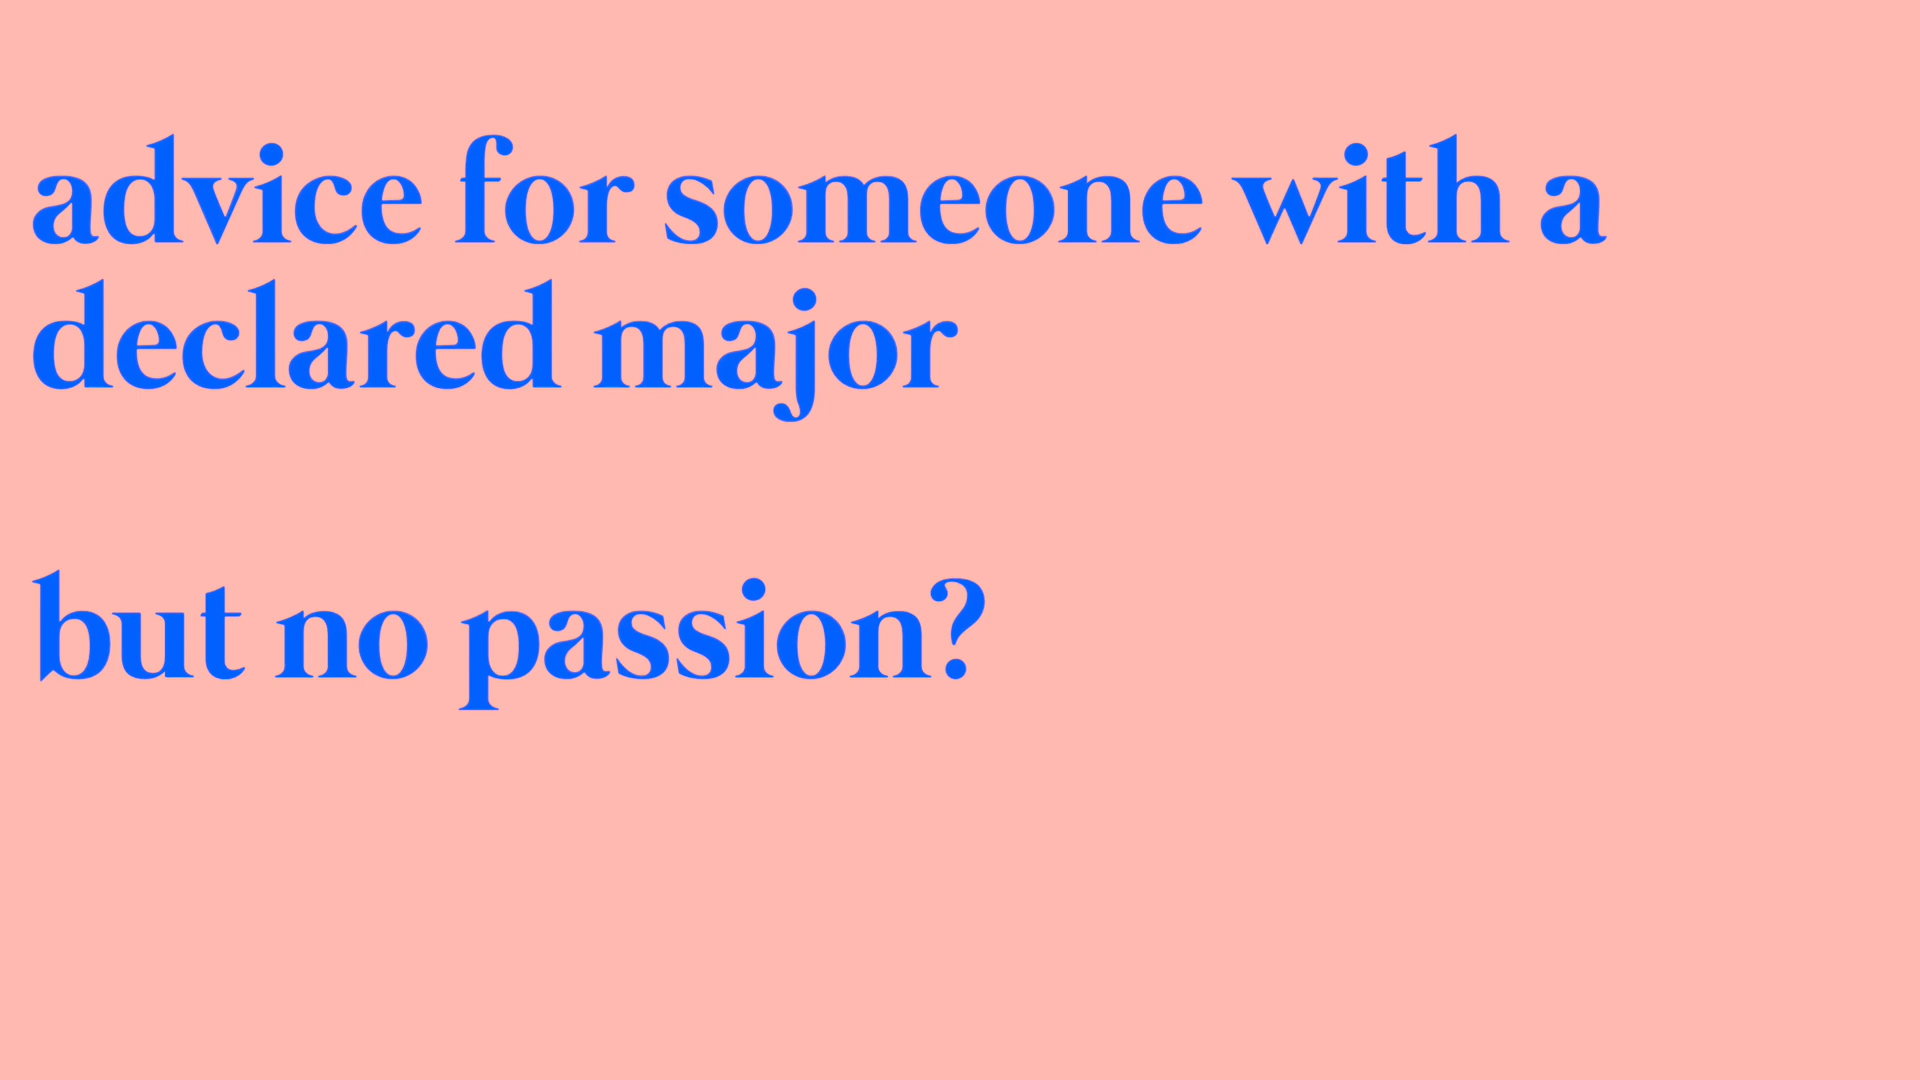 advice for someone with a
declared major
but no passion?